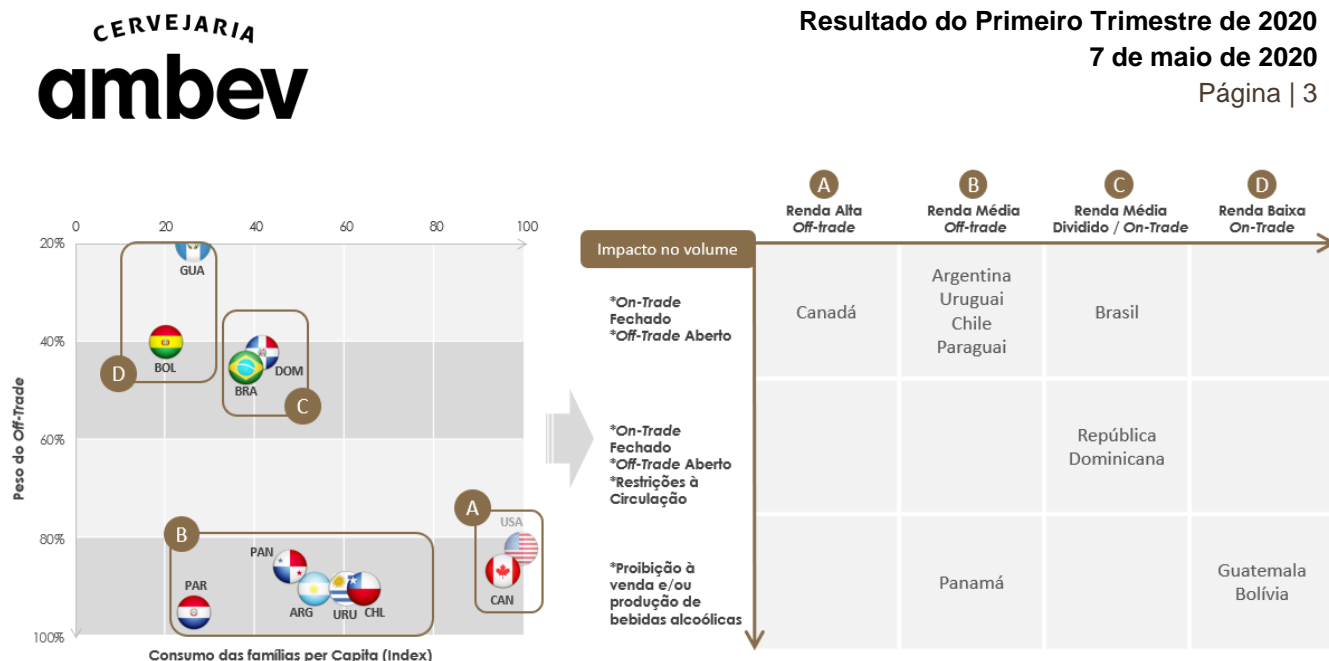 CERVEJARIA
ambev
Resultado do Primeiro Trimestre de 2020
7 de maio de 2020
Página | 3
0
20
40
60
80
100
20%
40%
60%
80%
100%
Peso do Off-Trade
GUA
BOL
D
BRA
DOM
C
A
USA
CAN
B
PAN
PAR
ARG
URU
CHL
Consumo das famílias per Capita (Index)
A
Renda Alta
Off-trade
B
Renda Média
Off-trade
C
Renda Média
Dividido / On-Trade
D
Renda Baixa
On-Trade
Impacto no volume
*On-Trade
Fechado
*Off-Trade Aberto
Canadá
Argentina
Uruguai
Chile
Paraguai
Brasil
*On-Trade
Fechado
*Off-Trade Aberto
*Restrições à
Circulação
República
Dominicana
*Proibição à
venda e/ou
produção de
bebidas alcoólicas
Panamá
Guatemala
Bolívia